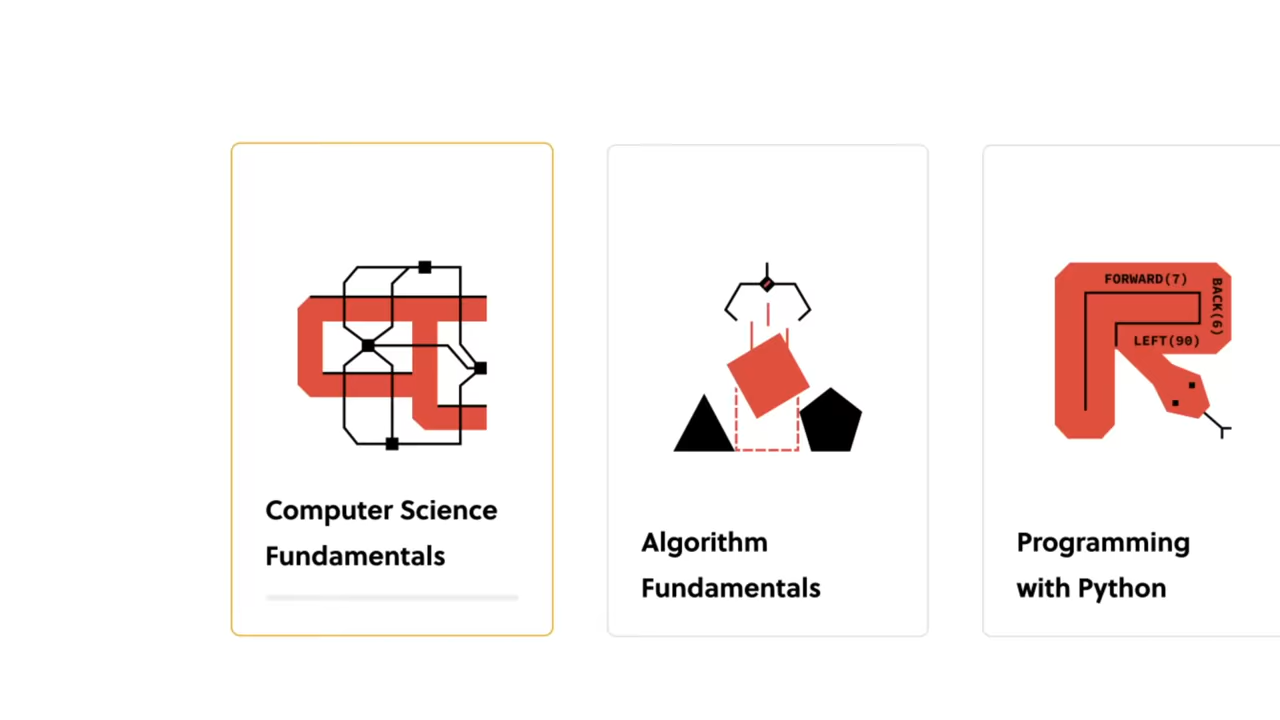 Computer Science
Fundamentals
Algorithm
Fundamentals
FORWARD(7)
BACK(6)
LEFT(90)
Programming
with Python